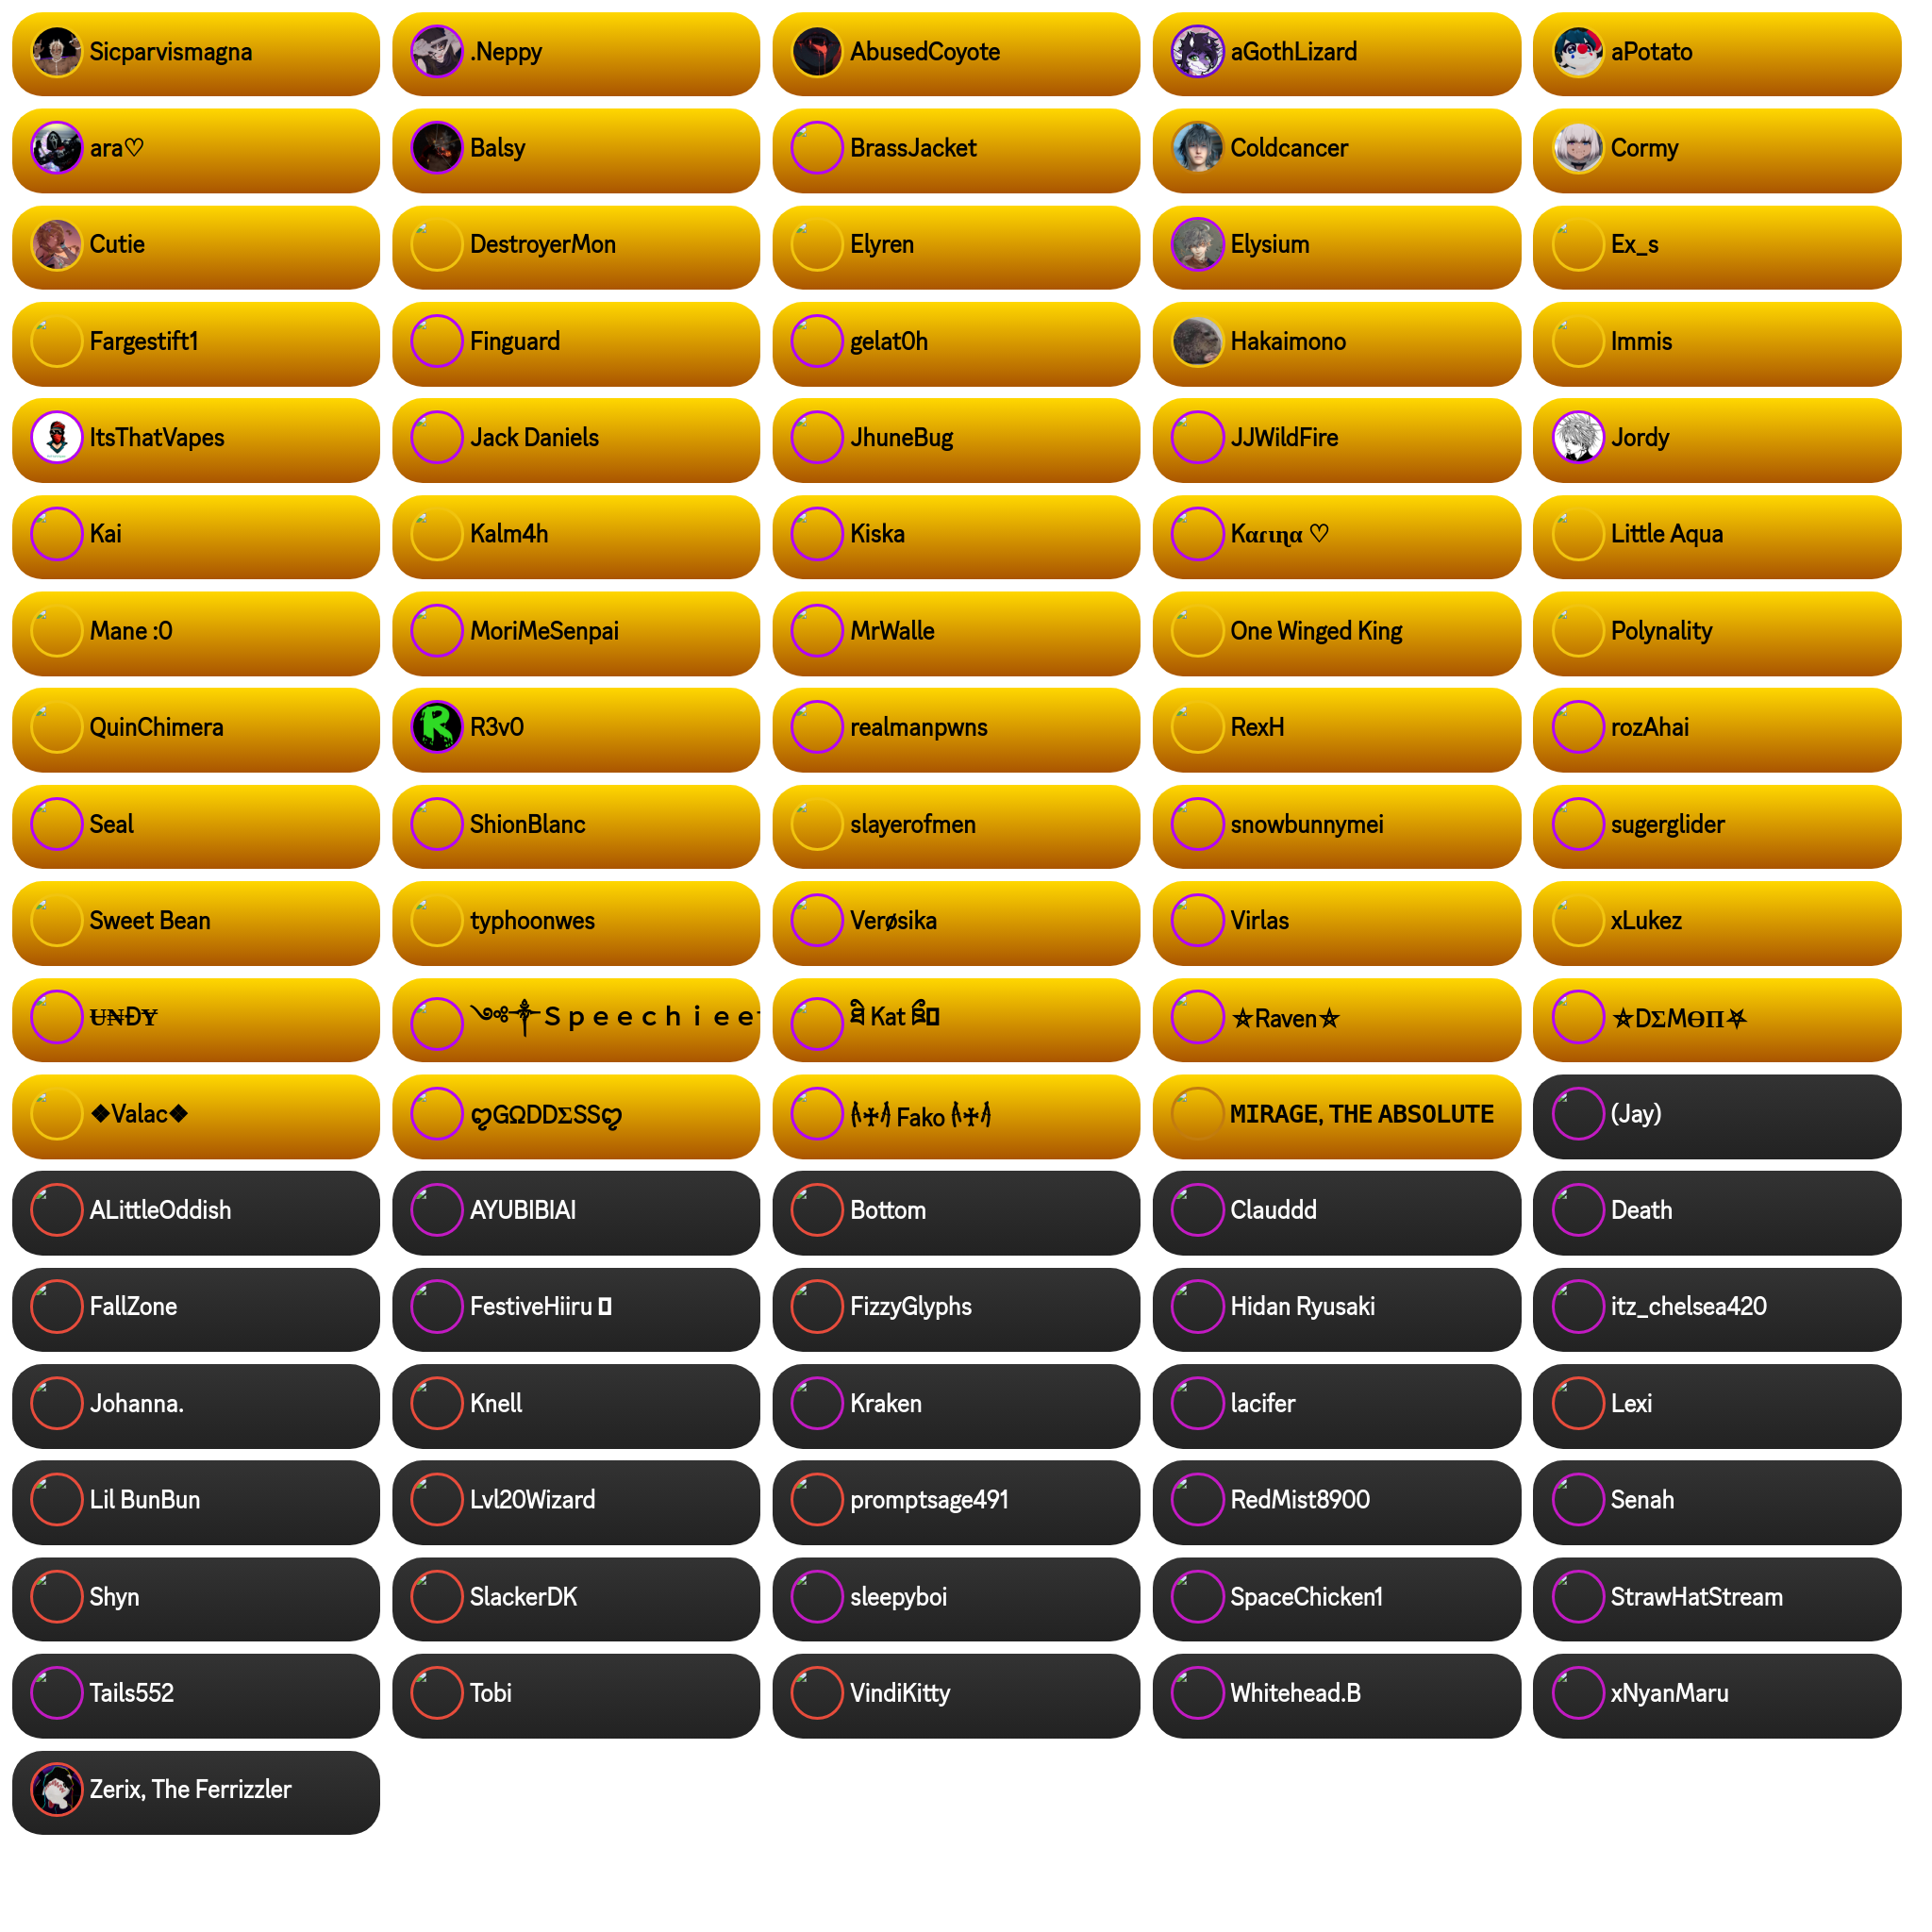 Sicparvismagna
.Neppy
AbusedCoyote
aGothLizard
aPotato
ara♡
Balsy
BrassJacket
Coldcancer
Cormy
Cutie
DestroyerMon
Elyren
Elysium
Ex_s
Fargestift1
Finguard
gelat0h
Hakaimono
Immis
ItsThatVapes
Jack Daniels
JhuneBug
JJWildFire
Jordy
Kai
Kalm4h
Kiska
Kαɾιɳα ♡
Little Aqua
Mane :0
MoriMeSenpai
MrWalle
One Winged King
Polynality
QuinChimera
R3v0
realmanpwns
RexH
rozAhai
Seal
ShionBlanc
slayerofmen
snowbunnymei
sugerglider
Sweet Bean
typhoonwes
Verøsika
Virlas
xLukez
Ʉ₦ĐɎ
༄༒Ｓｐｅｅｃｈｉｅｅ
Kat
⛤Raven⛤
⛤DΣMӨП⛧
❖Valac❖
ღGΩDDΣSSღ
Fako
MIRAGE, THE ABSOLUTE
(Jay)
ALittleOddish
AYUBIBIAI
Bottom
Clauddd
Death
FallZone
FestiveHiiru
FizzyGlyphs
Hidan Ryusaki
itz_chelsea420
Johanna.
Knell
Kraken
lacifer
Lexi
Lil BunBun
Lvl20Wizard
promptsage491
RedMist8900
Senah
Shyn
SlackerDK
sleepyboi
SpaceChicken1
StrawHatStream
Tails552
Tobi
VindiKitty
Whitehead.B
xNyanMaru
Zerix, The Ferrizzler